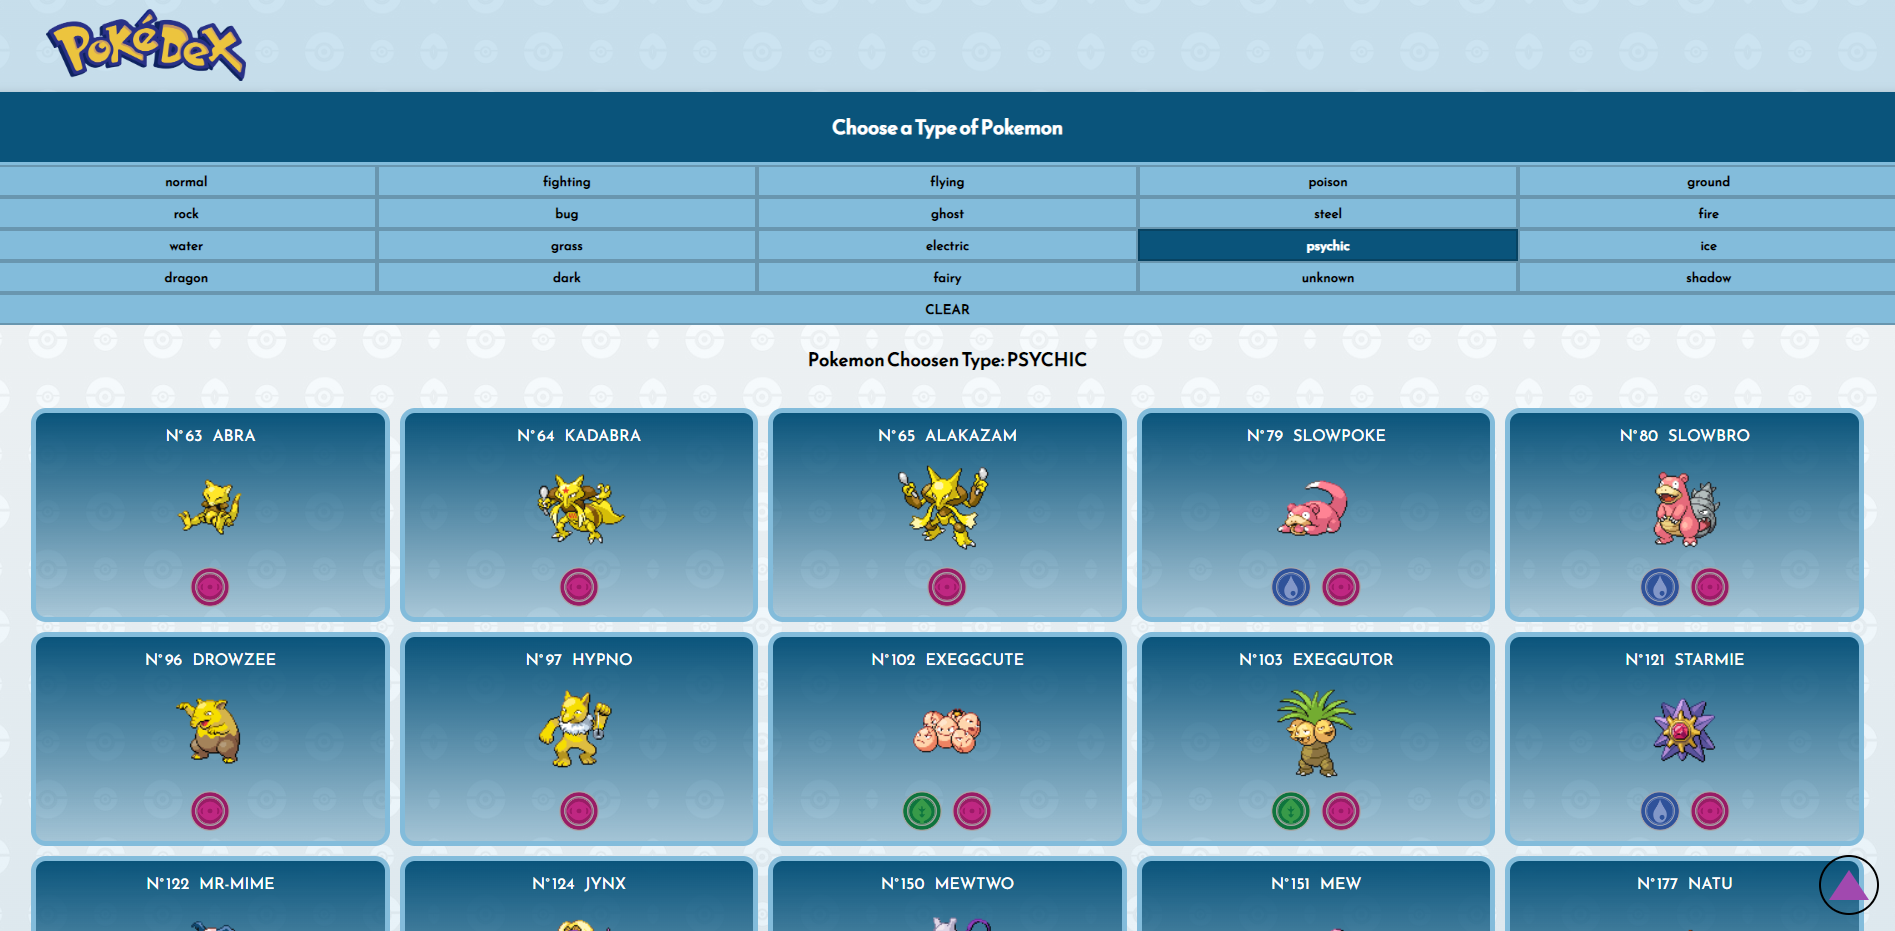 PokéDex
Choose a Type of Pokemon
normal fighting flying poison ground
rock bug ghost steel fire
water grass electric psychic ice
dragon dark fairy unknown shadow
CLEAR
Pokemon Choosen Type: PSYCHIC
N°63 ABRA N°64 KADABRA N°65 ALAKAZAM N°79 SLOWPOKE N°80 SLOWBRO
N°96 DROWZEE N°97 HYPNO N°102 EXEGGCUTE N°103 EXEGGUTOR N°121 STARMIE
N°122 MR-MIME N°124 JYNX N°150 MEWTWO N°151 MEW N°177 NATU